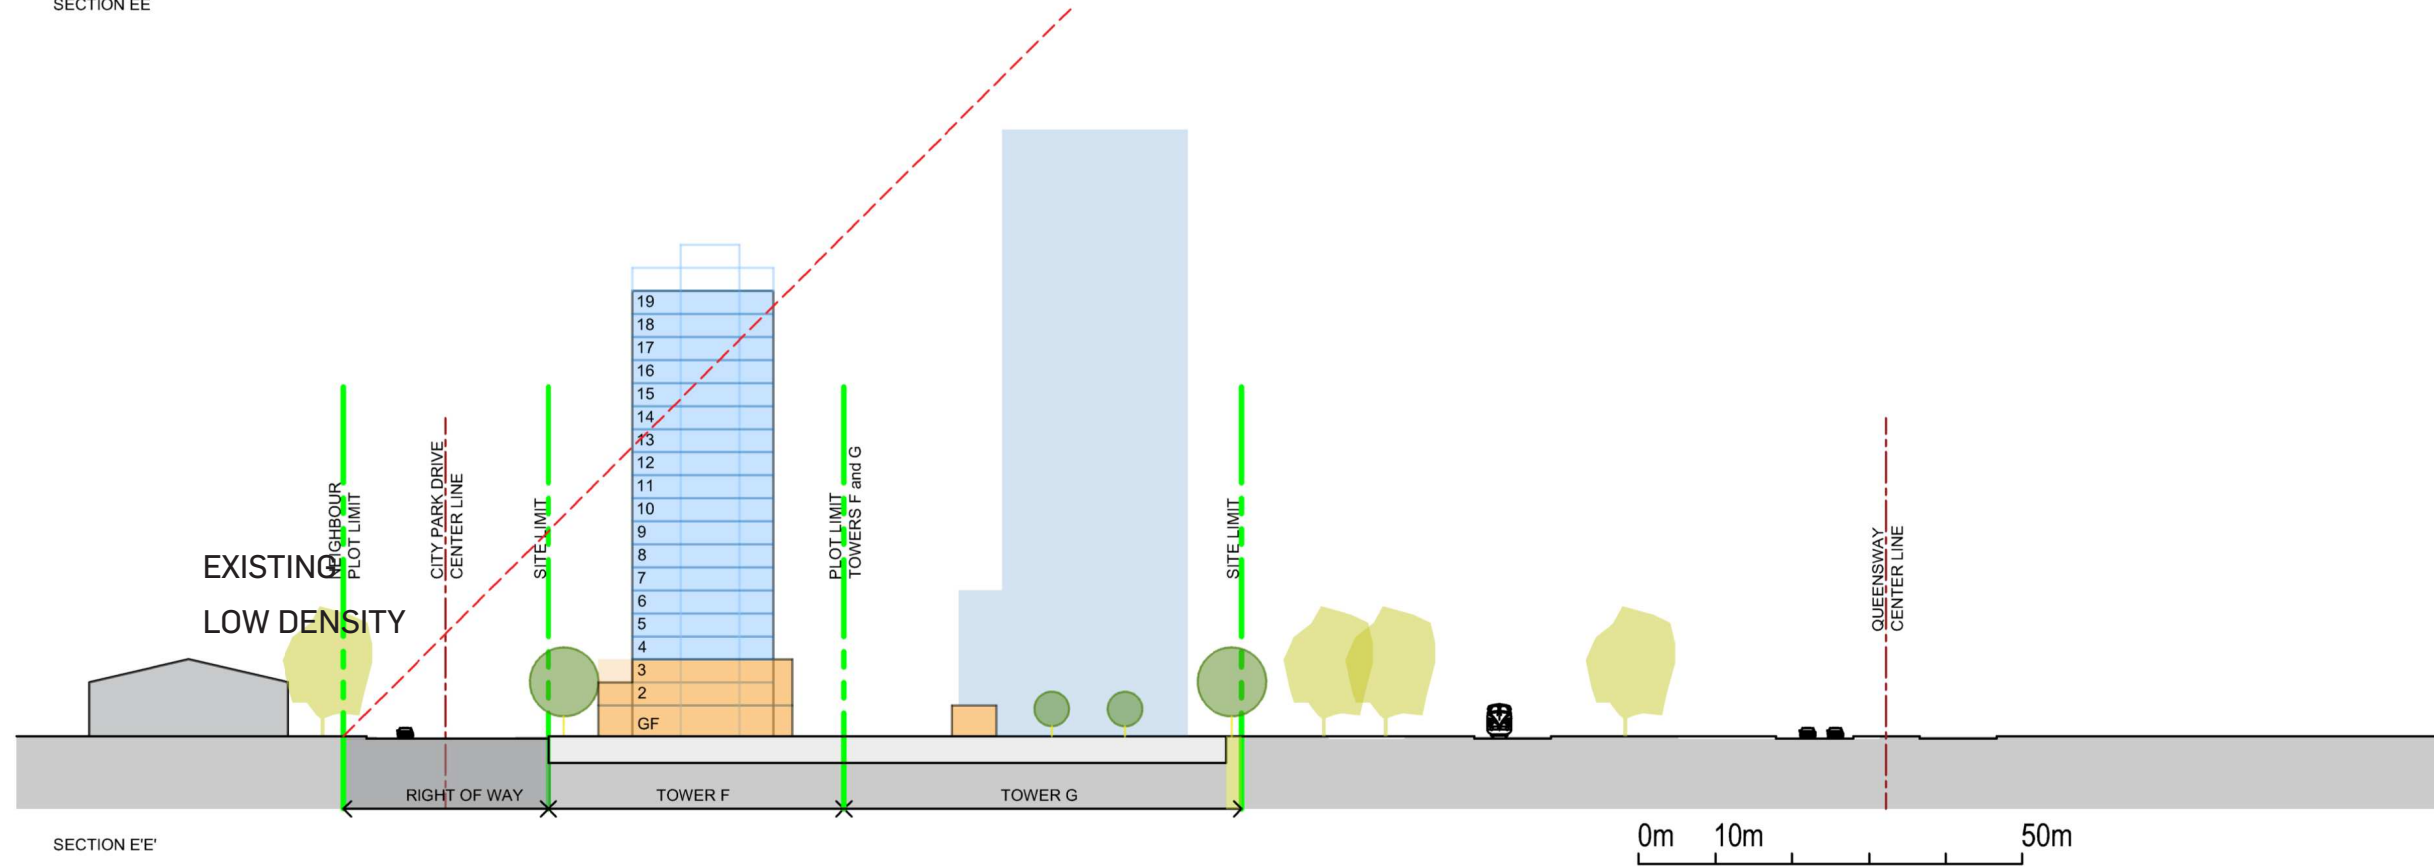 SECTION EE
19
18
17
16
15
14
13
12
11
10
9
8
7
6
5
4
3
2
GF
NEIGHBOUR
PLOT LIMIT
CITY PARK DRIVE
CENTER LINE
SITE LIMIT
PLOT LIMIT
TOWERS F and G
SITE LIMIT
QUEENSWAY
CENTER LINE
EXISTING
LOW DENSITY
RIGHT OF WAY
TOWER F
TOWER G
SECTION E'E'
0m 10m 50m